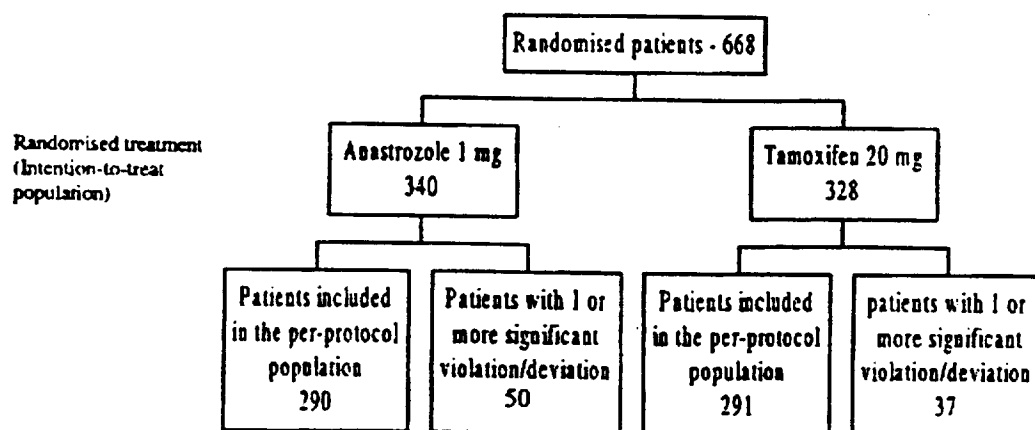 Randomised patients - 668
Randomised treatment
(Intention-to-treat
population)
Anastrozole 1 mg
340
Tamoxifen 20 mg
328
Patients included
in the per-protocol
population
290
Patients with 1 or
more significant
violation/deviation
50
Patients included
in the per-protocol
population
291
patients with 1 or
more significant
violation/deviation
37